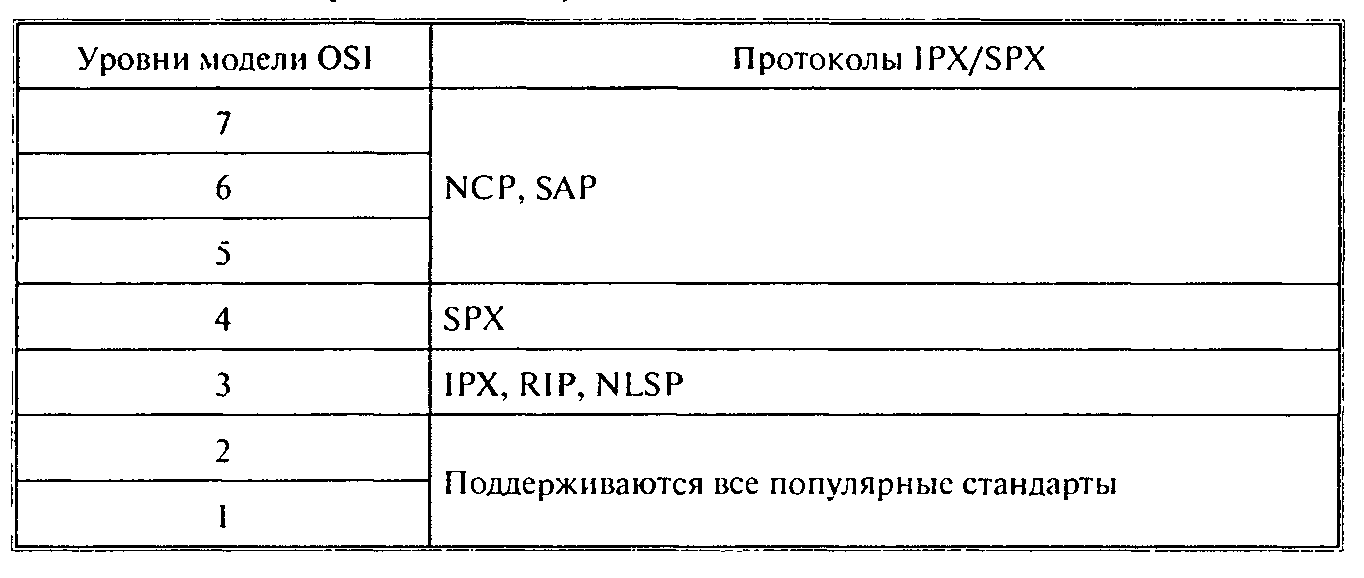 Уровни модели OSI Протоколы IPX/SPX
7
6 NCP, SAP
5
4 SPX
3 IPX, RIP, NLSP
2
Поддерживаются все популярные стандарты
1